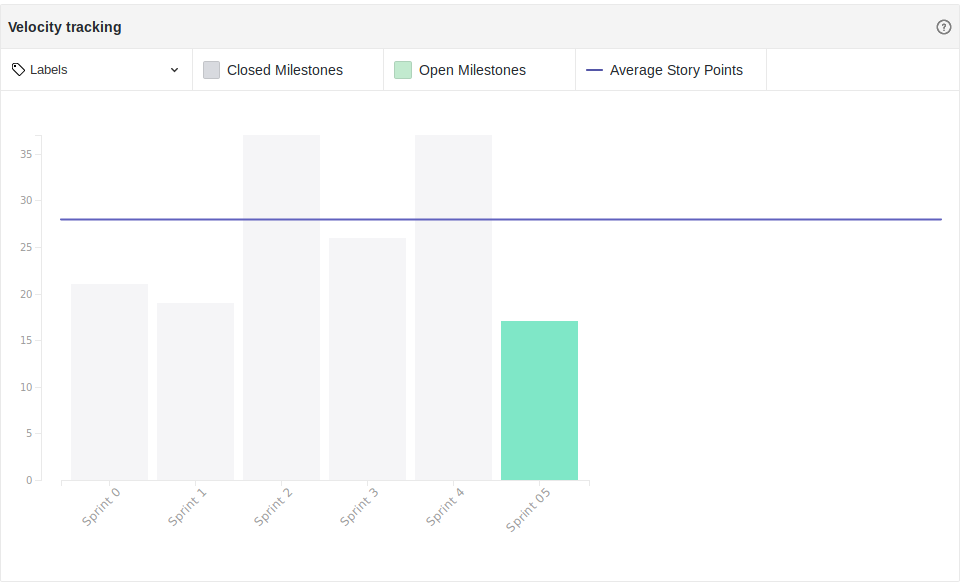 Velocity tracking
Labels
Closed Milestones
Open Milestones
Average Story Points
35
30
25
20
15
10
5
0
Sprint 0
Sprint 1
Sprint 2
Sprint 3
Sprint 4
Sprint 05